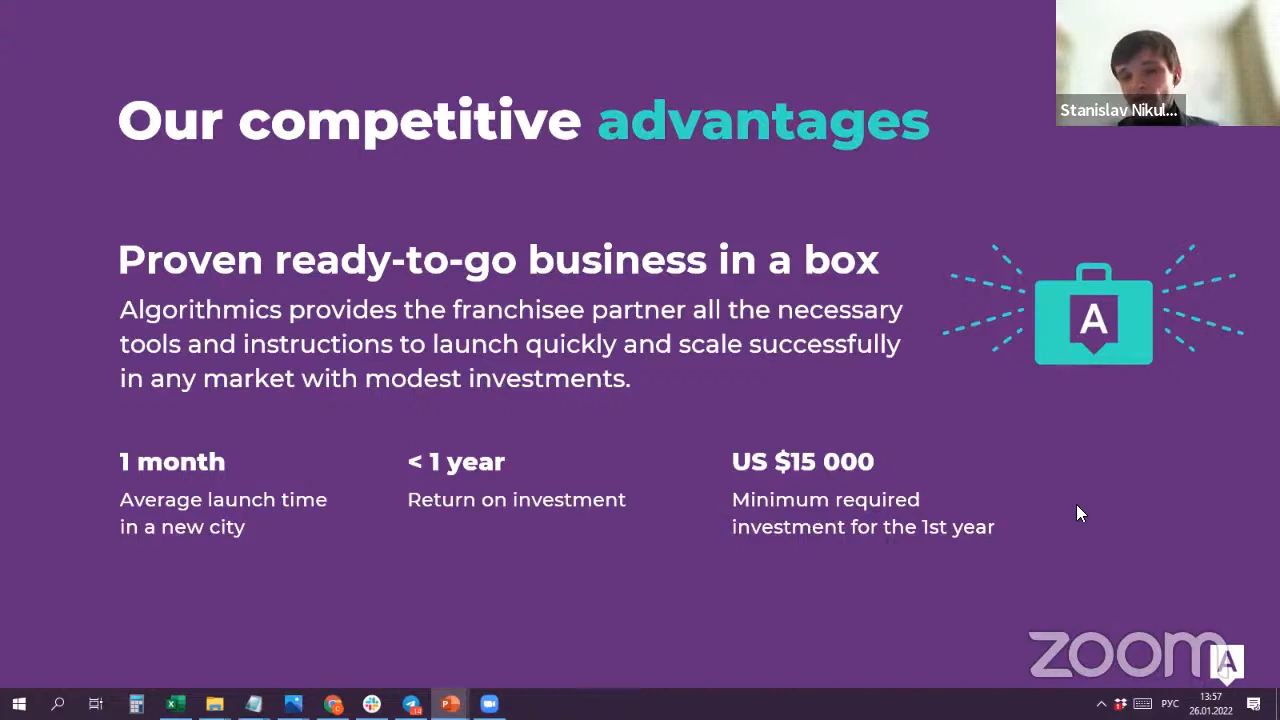 Our competitive advantages
Stanislav Nikul...
Proven ready-to-go business in a box
Algorithmics provides the franchisee partner all the necessary
tools and instructions to launch quickly and scale successfully
in any market with modest investments.
A
1 month
Average launch time
in a new city
< 1 year
Return on investment
US $15 000
Minimum required
investment for the 1st year
zoom
A
РУС
13:57
26.01.2022